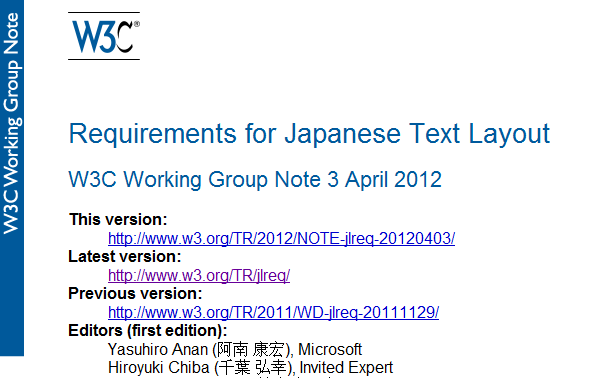 W3C Working Group Note
W3C®
Requirements for Japanese Text Layout
W3C Working Group Note 3 April 2012
This version:
http://www.w3.org/TR/2012/NOTE-jlreq-20120403/
Latest version:
http://www.w3.org/TR/jlreq/
Previous version:
http://www.w3.org/TR/2011/WD-jlreq-20111129/
Editors (first edition):
Yasuhiro Anan (阿南 康宏), Microsoft
Hiroyuki Chiba (千葉 弘幸), Invited Expert